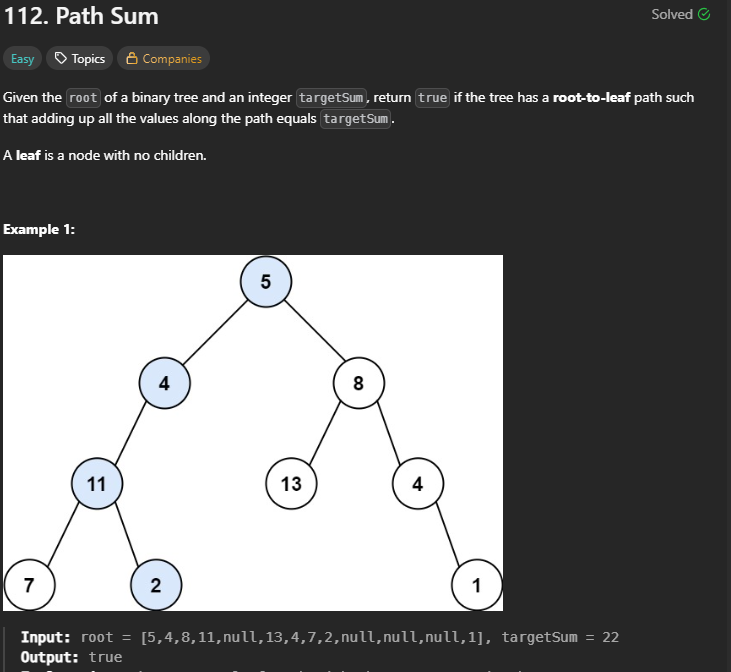 112. Path Sum
Solved
Easy Topics Companies
Given the root of a binary tree and an integer targetSum, return true if the tree has a root-to-leaf path such
that adding up all the values along the path equals targetSum.
A leaf is a node with no children.
Example 1:
5
4 8
11 13 4
7 2 1
Input: root = [5,4,8,11,null,13,4,7,2,null,null,null,1], targetSum = 22
Output: true